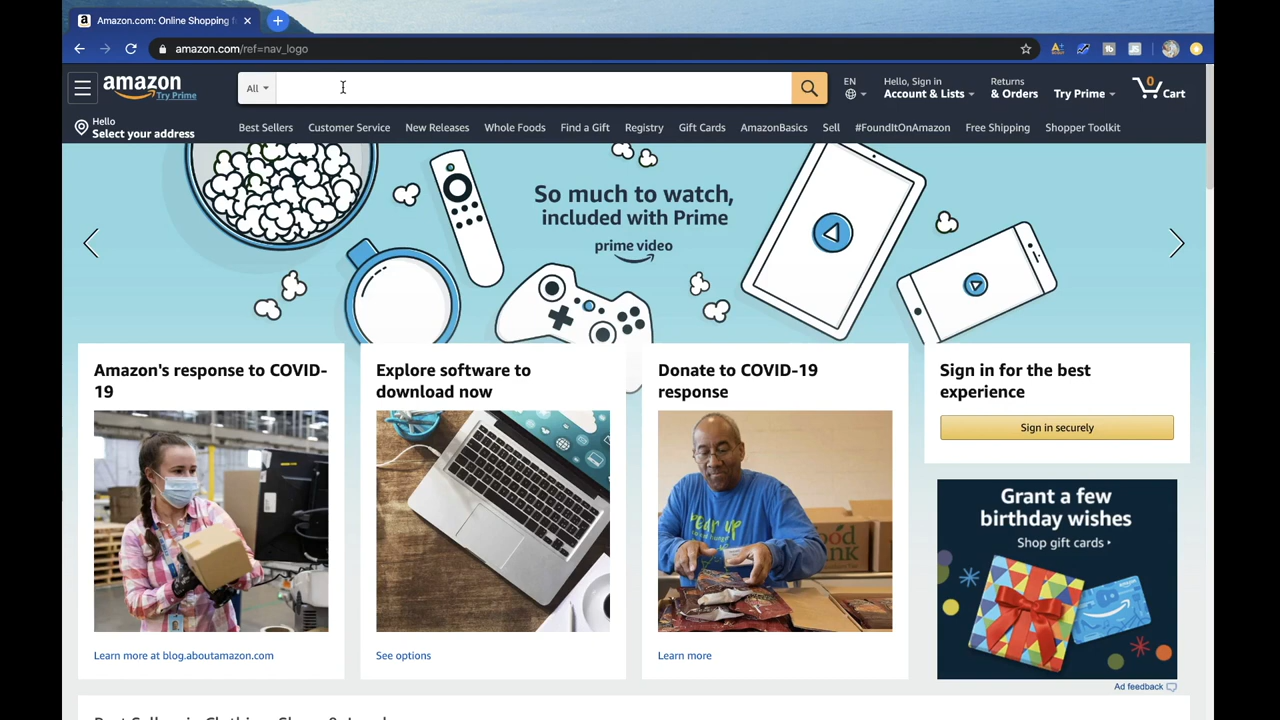 Amazon.com: Online Shopping f
amazon.com/ref=nav_logo
amazon
Try Prime
All
EN
Hello, Sign in
Account & Lists
Returns
& Orders
Try Prime
0
Cart
Hello
Select your address
Best Sellers
Customer Service
New Releases
Whole Foods
Find a Gift
Registry
Gift Cards
AmazonBasics
Sell
#FoundItOnAmazon
Free Shipping
Shopper Toolkit
So much to watch,
included with Prime
prime video
Amazon's response to COVID-
19
Learn more at blog.aboutamazon.com
Explore software to
download now
See options
Donate to COVID-19
response
Learn more
Sign in for the best
experience
Sign in securely
Grant a few
birthday wishes
Shop gift cards
Ad feedback